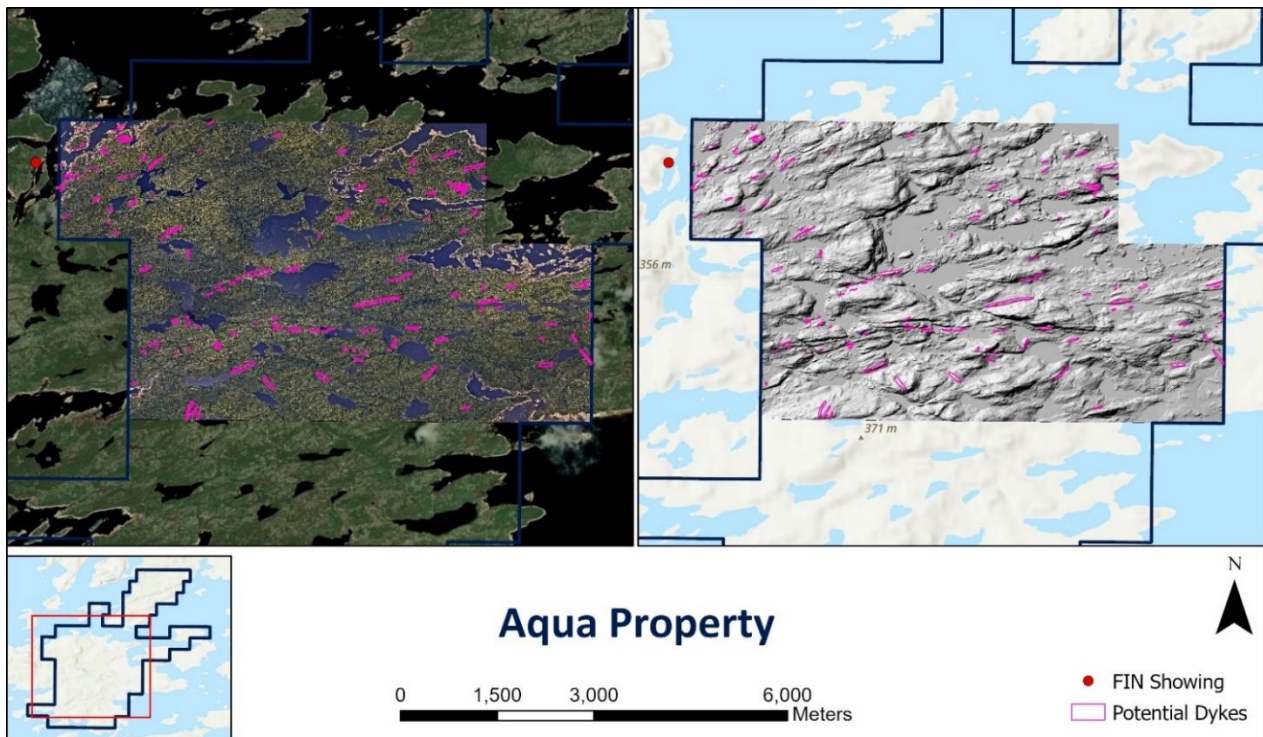 356 m
371 m
Aqua Property
0 1,500 3,000 6,000
Meters
N
FIN Showing
Potential Dykes